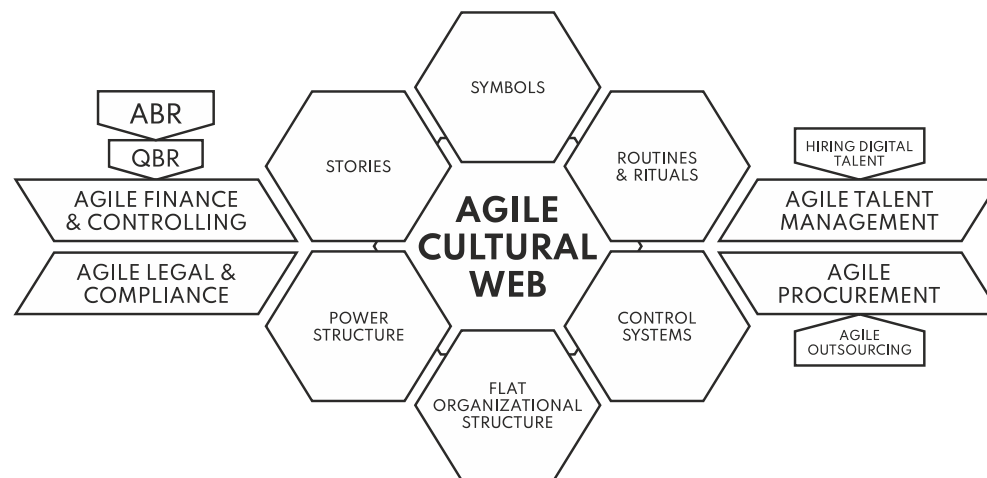 SYMBOLS
ABR
QBR
STORIES
ROUTINES
& RITUALS
HIRING DIGITAL
TALENT
AGILE FINANCE
& CONTROLLING
AGILE
CULTURAL
WEB
AGILE TALENT
MANAGEMENT
AGILE LEGAL &
COMPLIANCE
AGILE
PROCUREMENT
POWER
STRUCTURE
CONTROL
SYSTEMS
AGILE
OUTSOURCING
FLAT
ORGANIZATIONAL
STRUCTURE